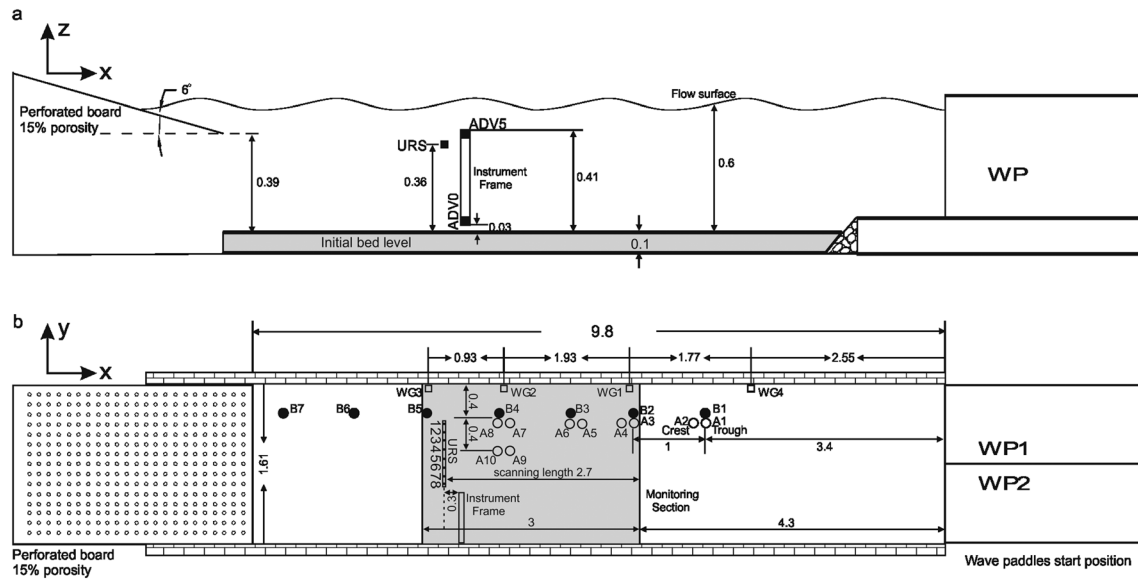 a
Z
X
6°
Perforated board
15% porosity
Flow surface
ADV5
URS
Instrument
Frame
ADV0
0.39
0.36
0.41
0.6
0.03
WP
Initial bed level
0.1
b
y
x
9.8
0.93
1.93
1.77
2.55
WG3
WG2
WG1
WG4
B7
B6
B5
B4
B3
B2
B1
0.4
A8
A7
A6
A5
A4
A3
A2
A1
Crest
Trough
12345678
URS
0.4
A10
A9
1
3.4
1.61
scanning length 2.7
0.3
Instrument
Frame
Monitoring
Section
3
4.3
WP1
WP2
Perforated board
15% porosity
Wave paddles start position